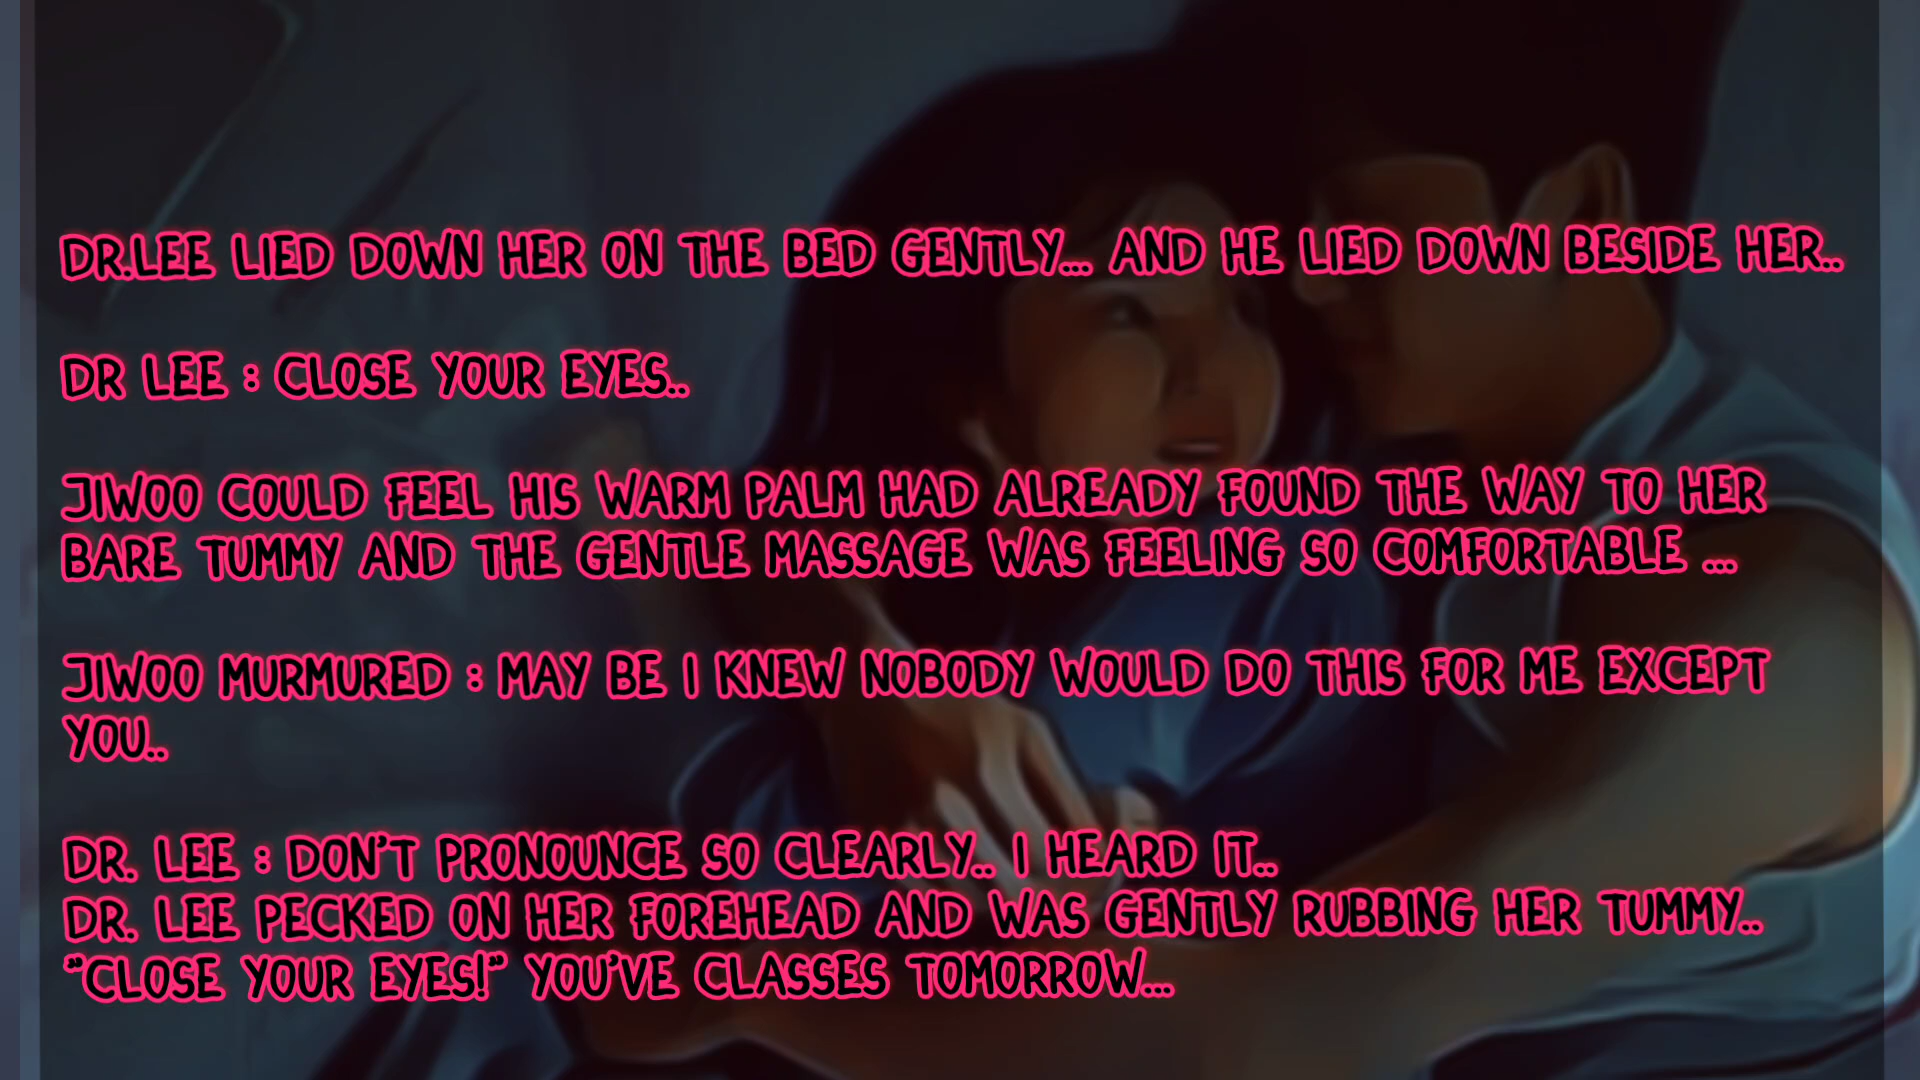 DR.LEE LIED DOWN HER ON THE BED GENTLY... AND HE LIED DOWN BESIDE HER..
DR LEE : CLOSE YOUR EYES..
JIWOO COULD FEEL HIS WARM PALM HAD ALREADY FOUND THE WAY TO HER
BARE TUMMY AND THE GENTLE MASSAGE WAS FEELING SO COMFORTABLE ...
JIWOO MURMURED : MAY BE I KNEW NOBODY WOULD DO THIS FOR ME EXCEPT
YOU..
DR. LEE : DON'T PRONOUNCE SO CLEARLY.. I HEARD IT..
DR. LEE PECKED ON HER FOREHEAD AND WAS GENTLY RUBBING HER TUMMY..
"CLOSE YOUR EYES!" YOU'VE CLASSES TOMORROW...